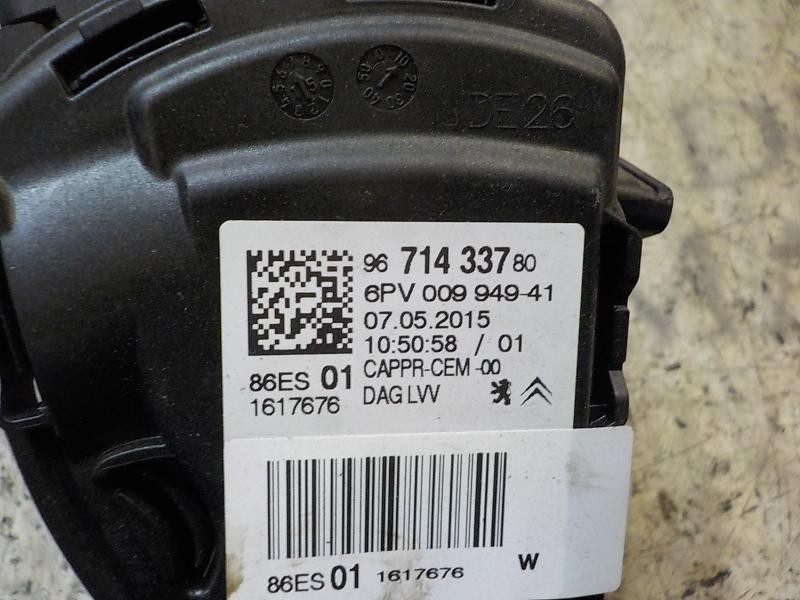 DE26
96 714 337 80
6PV 009 949-41
07.05.2015
10:50:58 / 01
CAPPR-CEM -00
86ES 01
DAG LVV
1617676
86ES 01 1617676
W